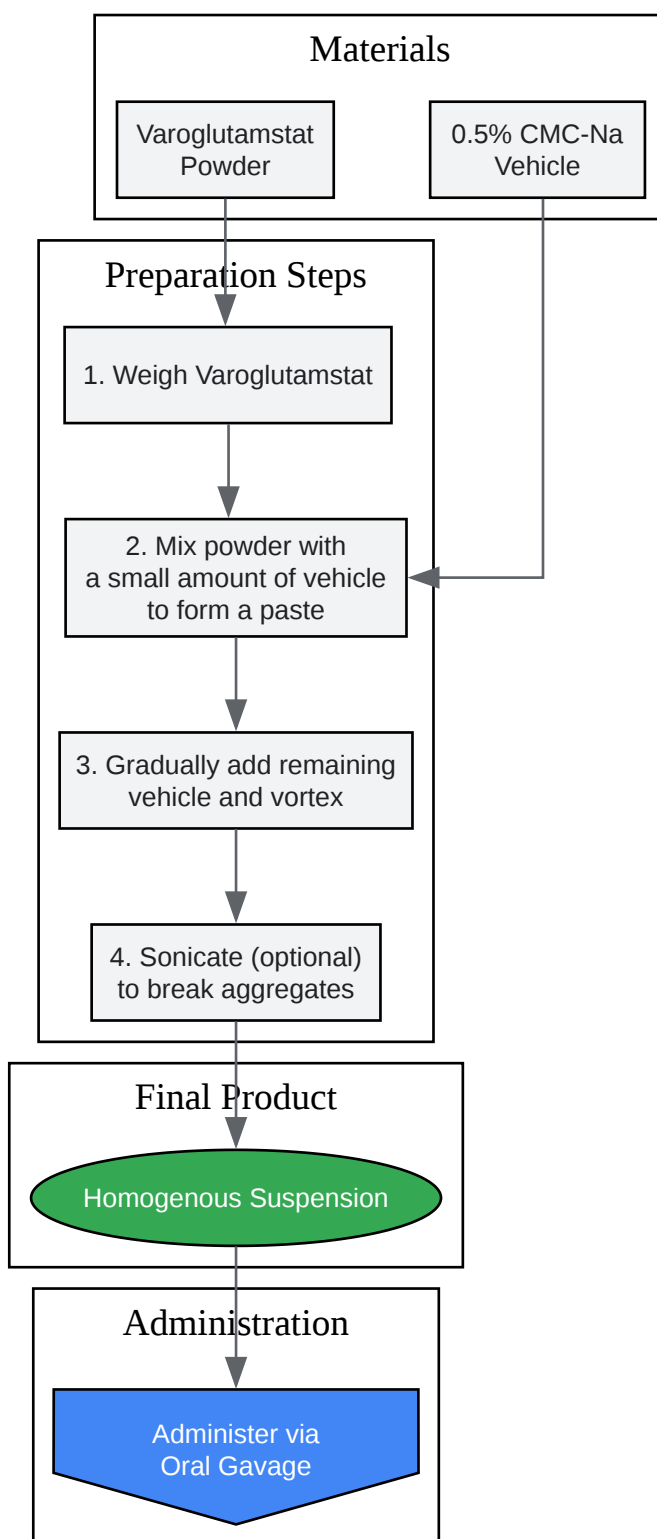 Materials
Varoglutamstat
Powder
0.5% CMC-Na
Vehicle
Preparation Steps
1. Weigh Varoglutamstat
2. Mix powder with
a small amount of vehicle
to form a paste
3. Gradually add remaining
vehicle and vortex
4. Sonicate (optional)
to break aggregates
Final Product
Homogenous Suspension
Administration
Administer via
Oral Gavage